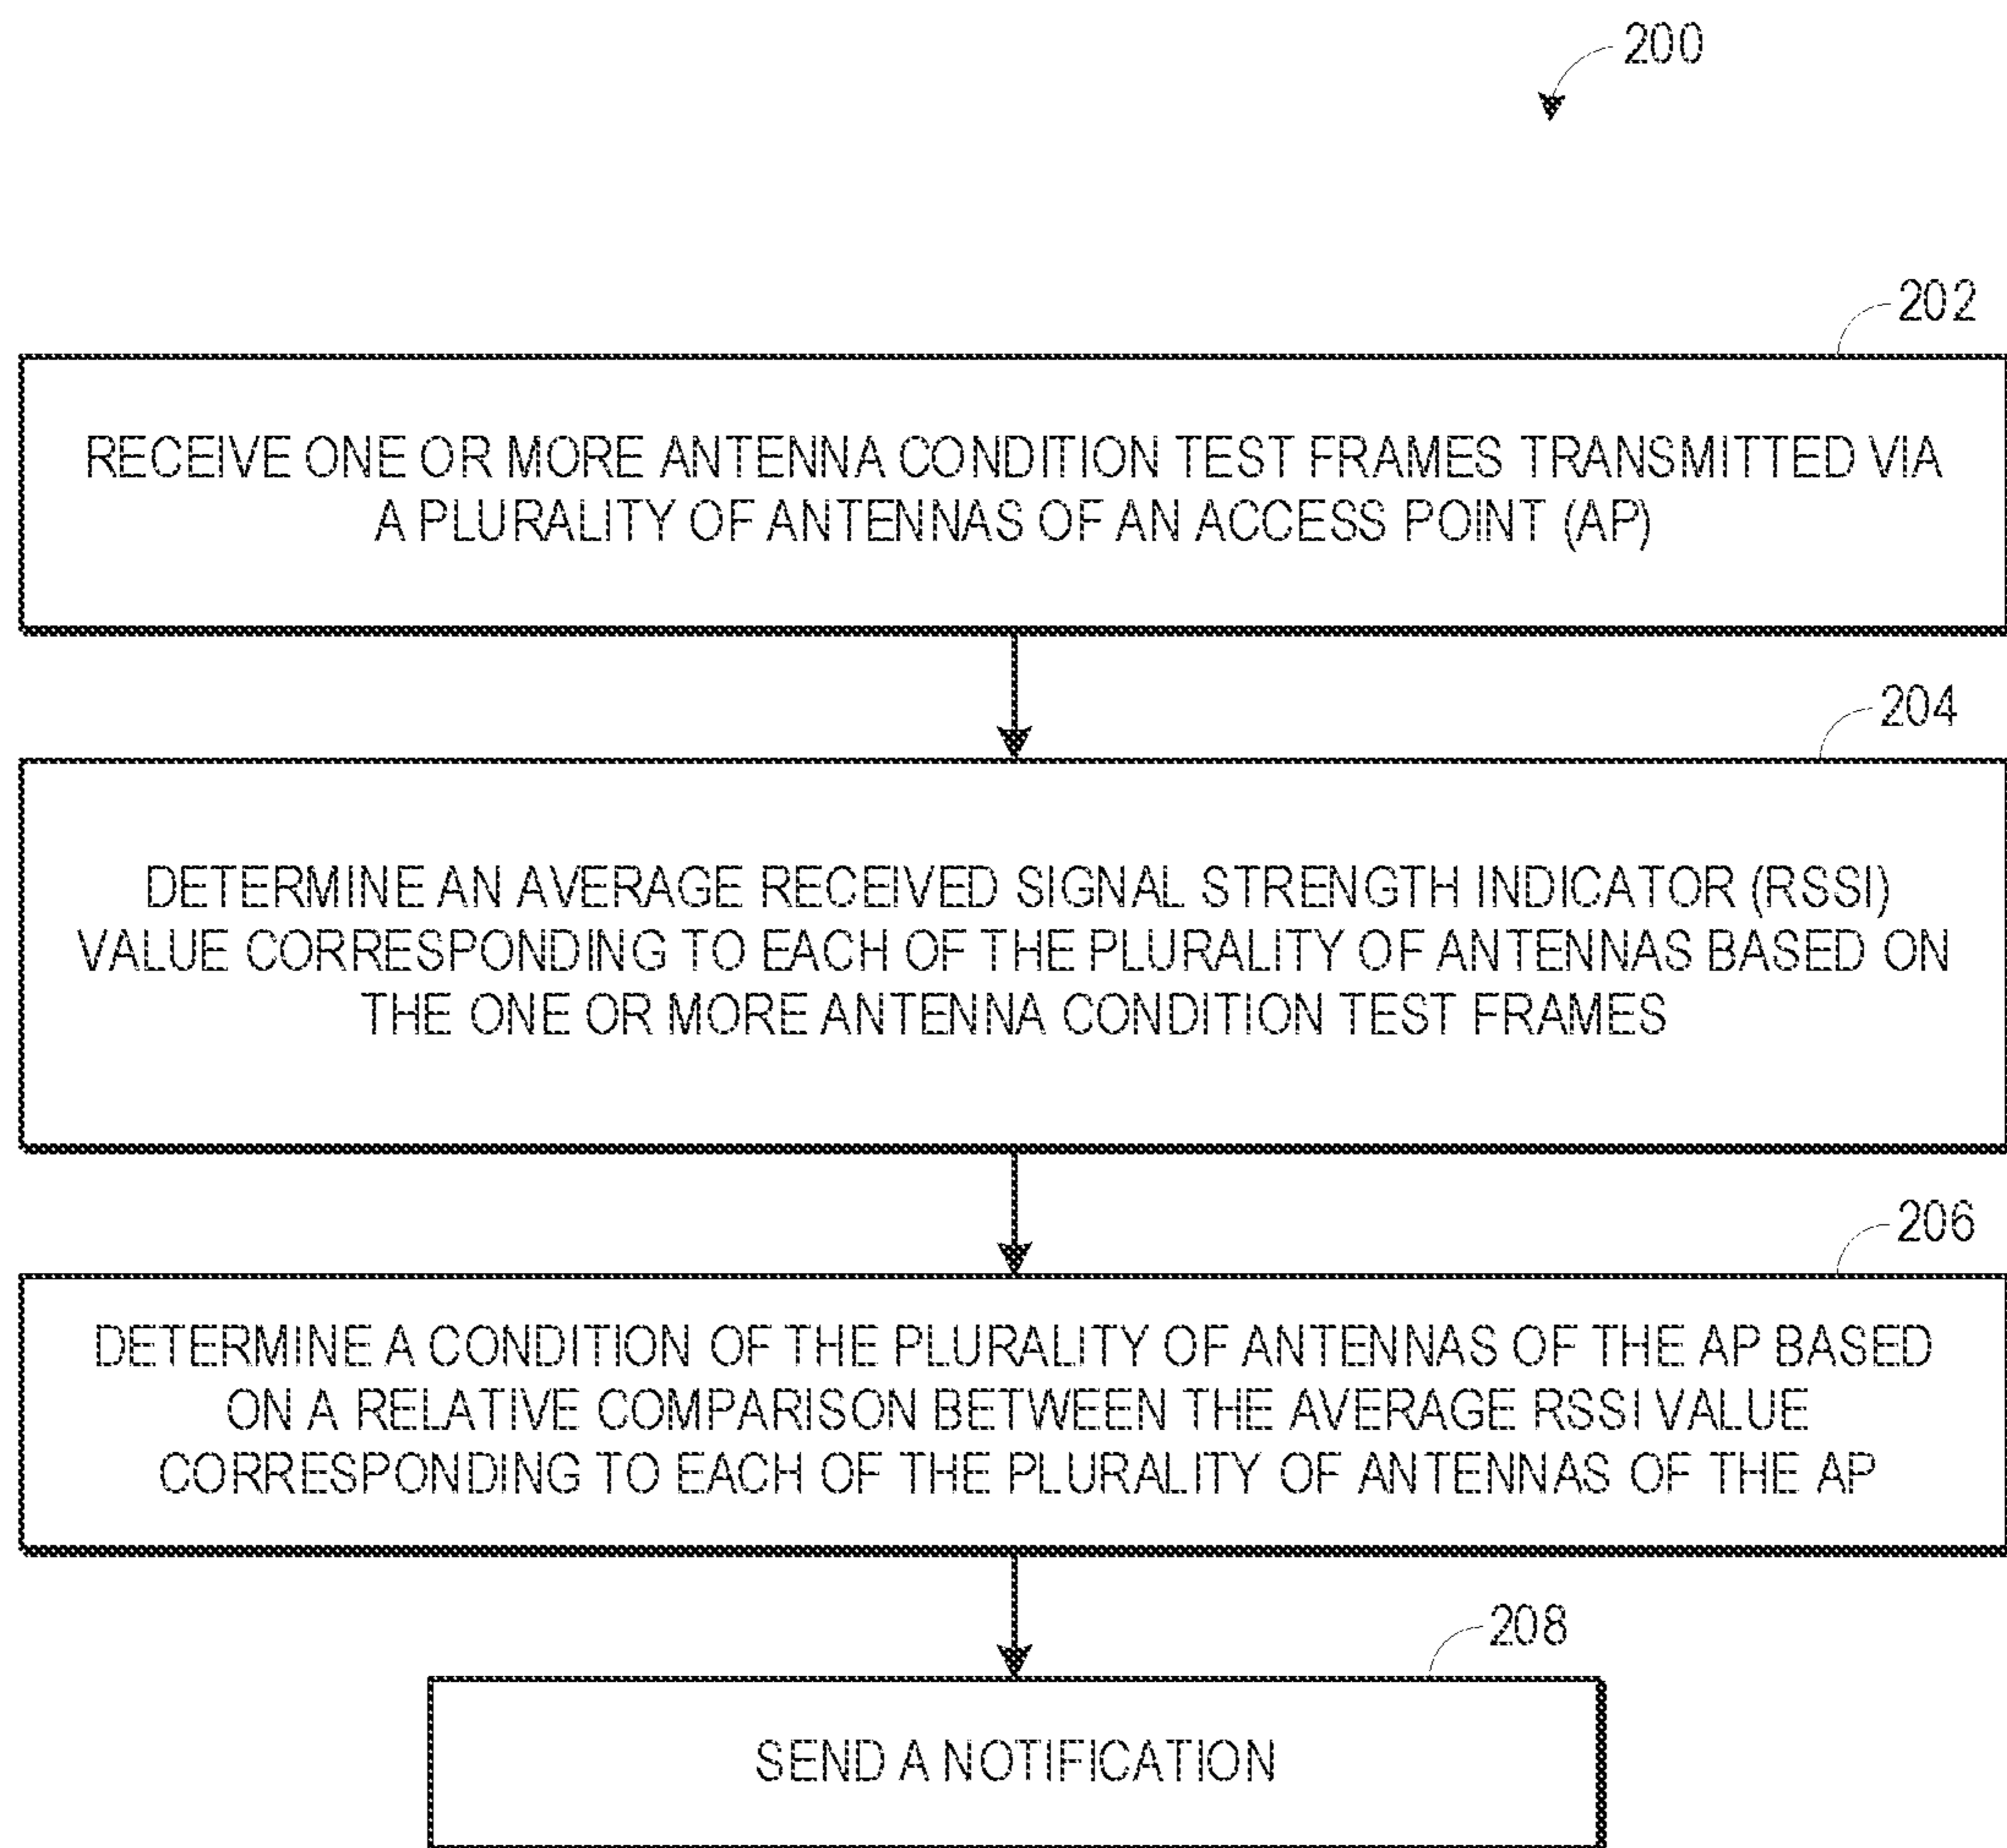 200
202
RECEIVE ONE OR MORE ANTENNA CONDITION TEST FRAMES TRANSMITTED VIA
A PLURALITY OF ANTENNAS OF AN ACCESS POINT (AP)
204
DETERMINE AN AVERAGE RECEIVED SIGNAL STRENGTH INDICATOR (RSSI)
VALUE CORRESPONDING TO EACH OF THE PLURALITY OF ANTENNAS BASED ON
THE ONE OR MORE ANTENNA CONDITION TEST FRAMES
206
DETERMINE A CONDITION OF THE PLURALITY OF ANTENNAS OF THE AP BASED
ON A RELATIVE COMPARISON BETWEEN THE AVERAGE RSSI VALUE
CORRESPONDING TO EACH OF THE PLURALITY OF ANTENNAS OF THE AP
208
SEND A NOTIFICATION